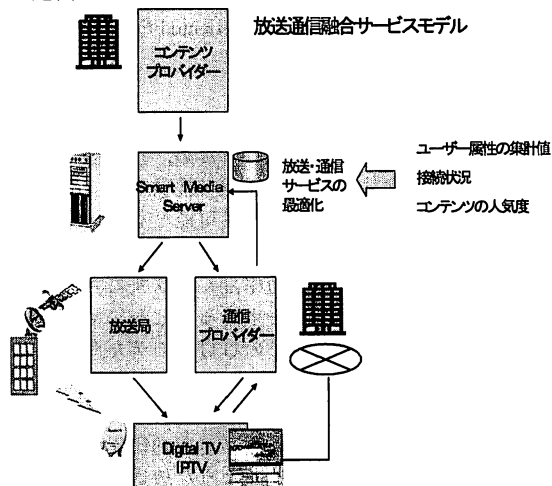 放送通信融合サービスモデル
コンテンツ
プロバイダー
Smart Media
Server
放送・通信
サービスの
最適化
ユーザー属性の集計値
接続状況
コンテンツの人気度
放送局
通信
プロバイダー
Digital TV
IPTV